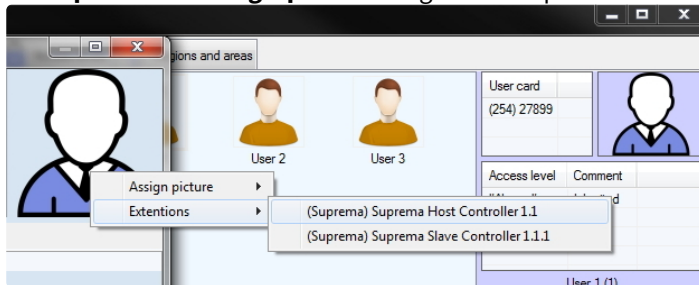 gions and areas
User card
(254) 27899
User 2
User 3
Assign picture
Extentions
(Suprema) Suprema Host Controller 1.1
(Suprema) Suprema Slave Controller 1.1.1
Access level Comment
User 1 (1)